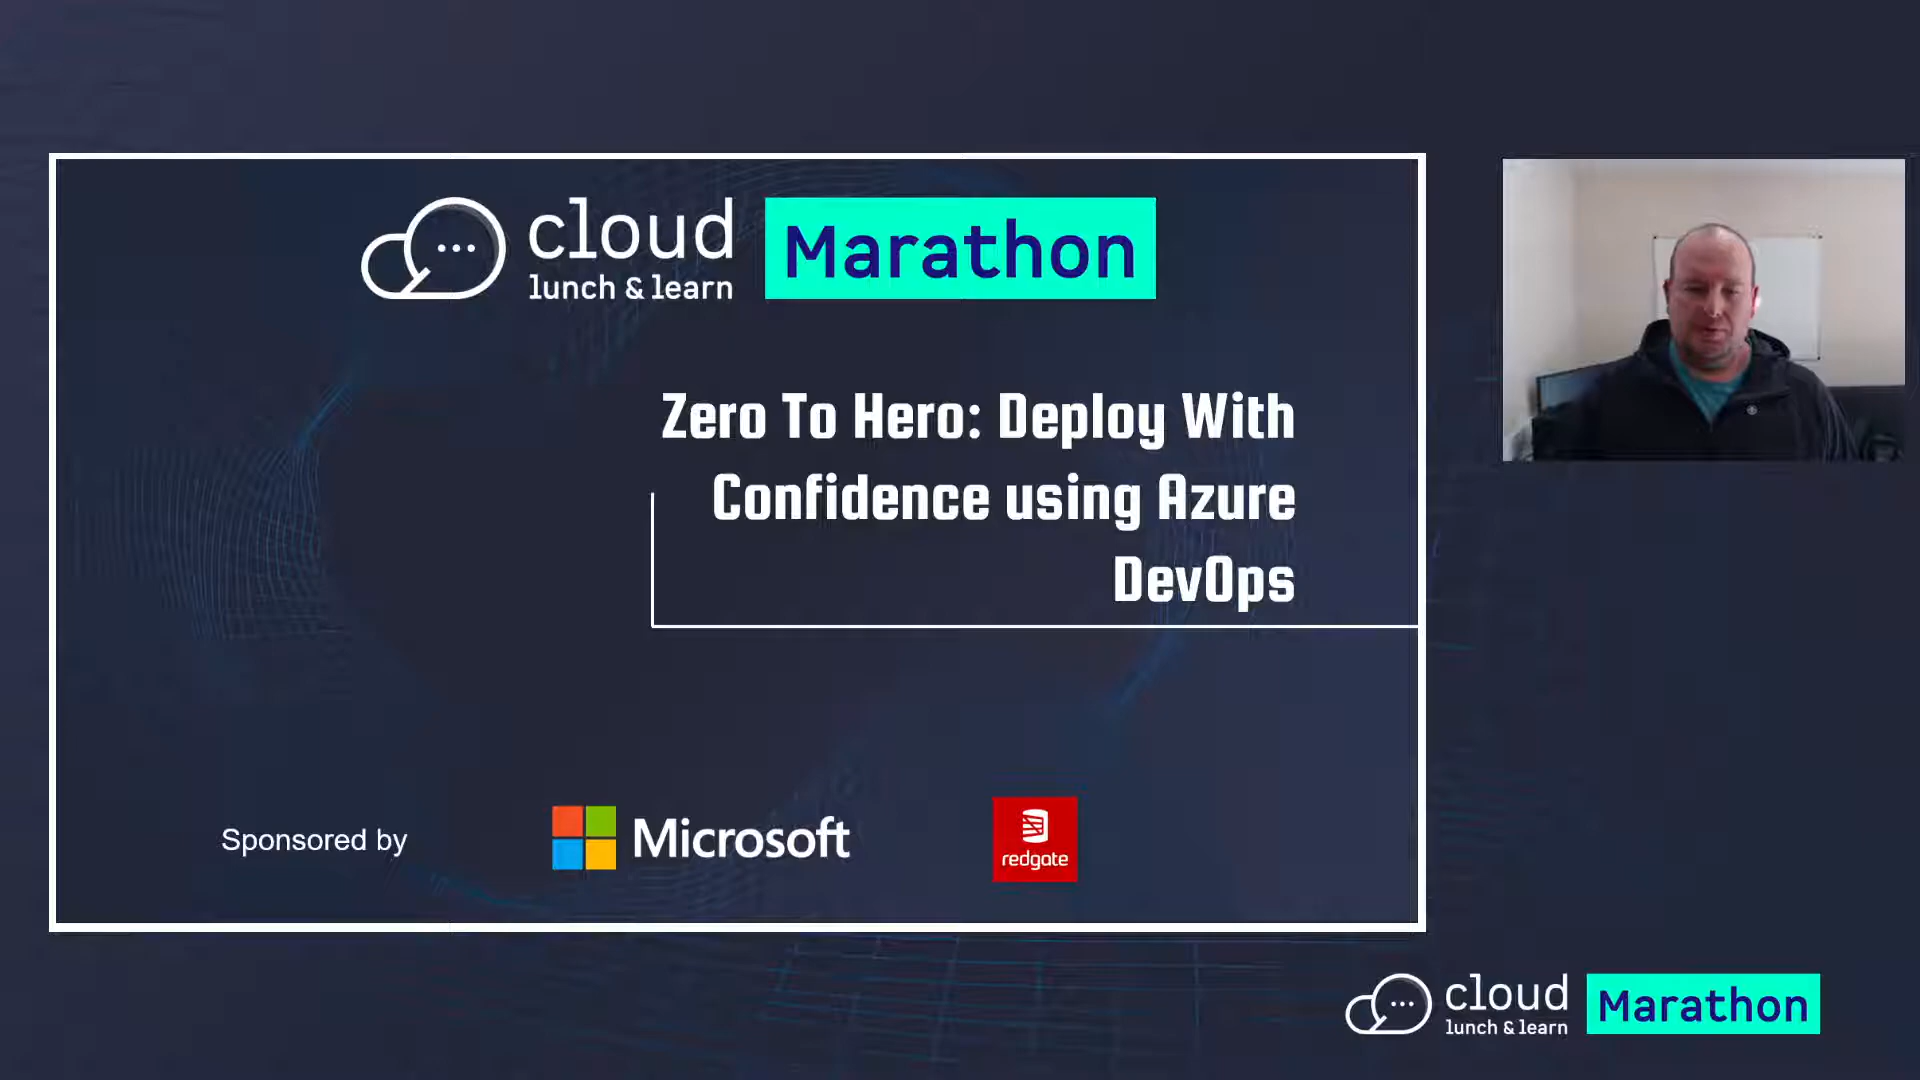 cloud
lunch & learn
Marathon
Zero To Hero: Deploy With
Confidence using Azure
DevOps
Sponsored by
Microsoft
redgate
cloud
lunch & learn
Marathon